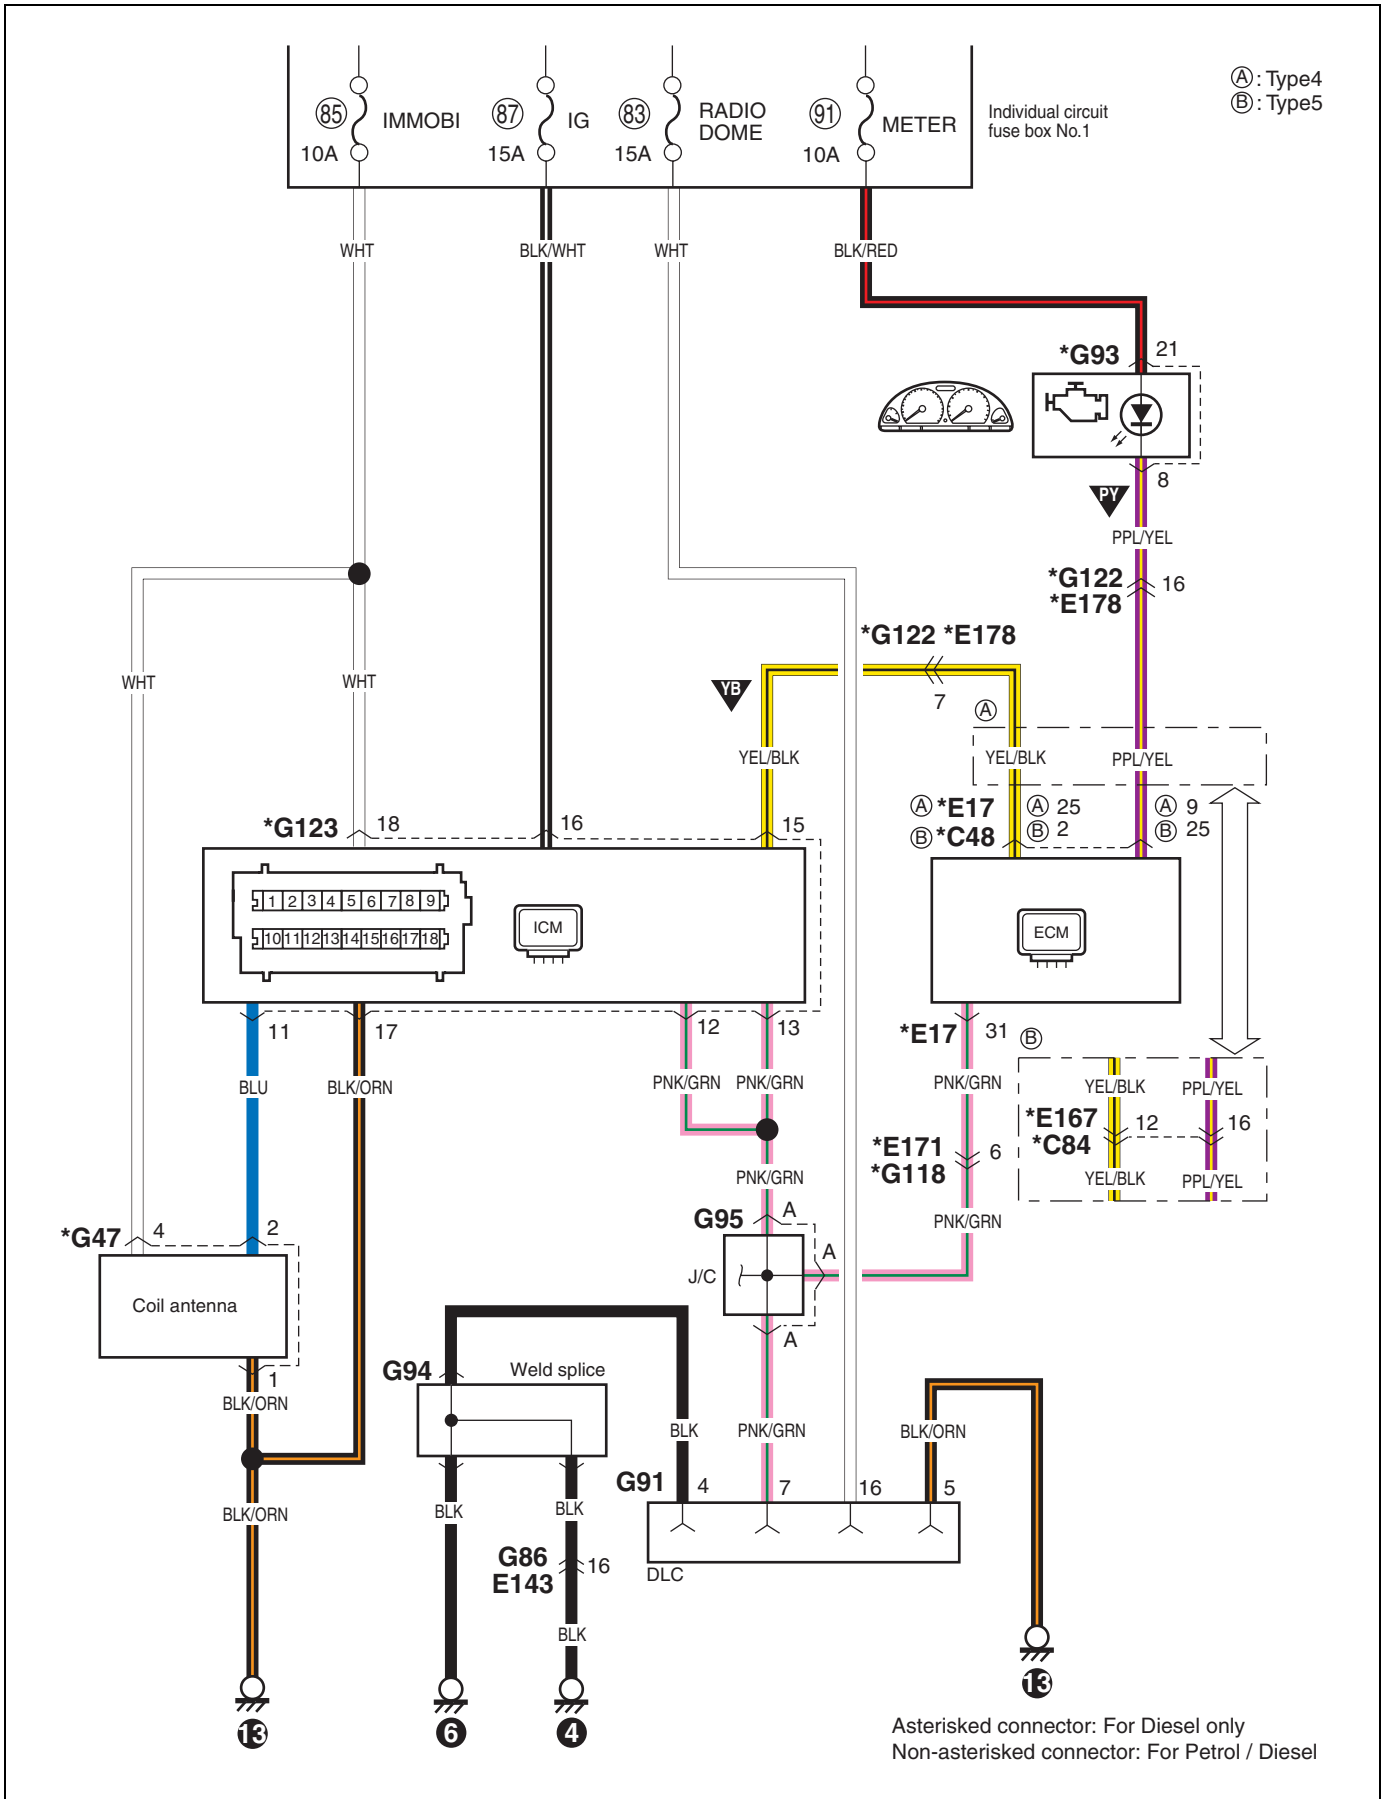 Ⓐ: Type4
Ⓑ: Type5
85 IMMOBI
10A
87 IG
15A
83 RADIO
DOME
15A
91 METER
10A
Individual circuit
fuse box No.1
WHT
BLK/WHT
WHT
BLK/RED
*G93 21
8
PY
PPL/YEL
*G122 16
*E178
*G122 *E178
7
WHT
WHT
YB
Ⓐ
YEL/BLK
YEL/BLK
PPL/YEL
*G123 18
16
15
Ⓐ *E17 Ⓐ 25
Ⓑ *C48 Ⓑ 2
Ⓐ 9
Ⓑ 25
1 2 3 4 5 6 7 8 9
10 11 12 13 14 15 16 17 18
ICM
ECM
11
17
12
13
*E17 31
Ⓑ
BLU
BLK/ORN
PNK/GRN
PNK/GRN
PNK/GRN
YEL/BLK
PPL/YEL
*E167 12
*C84
16
*E171 6
*G118
YEL/BLK
PPL/YEL
PNK/GRN
PNK/GRN
G95 A
A
J/C
A
*G47 4
2
Coil antenna
1
BLK/ORN
G94
Weld splice
BLK
PNK/GRN
BLK/ORN
G91 4
7
16
5
DLC
BLK/ORN
BLK
BLK
G86 16
E143
BLK
13
6
4
13
Asterisked connector: For Diesel only
Non-asterisked connector: For Petrol / Diesel